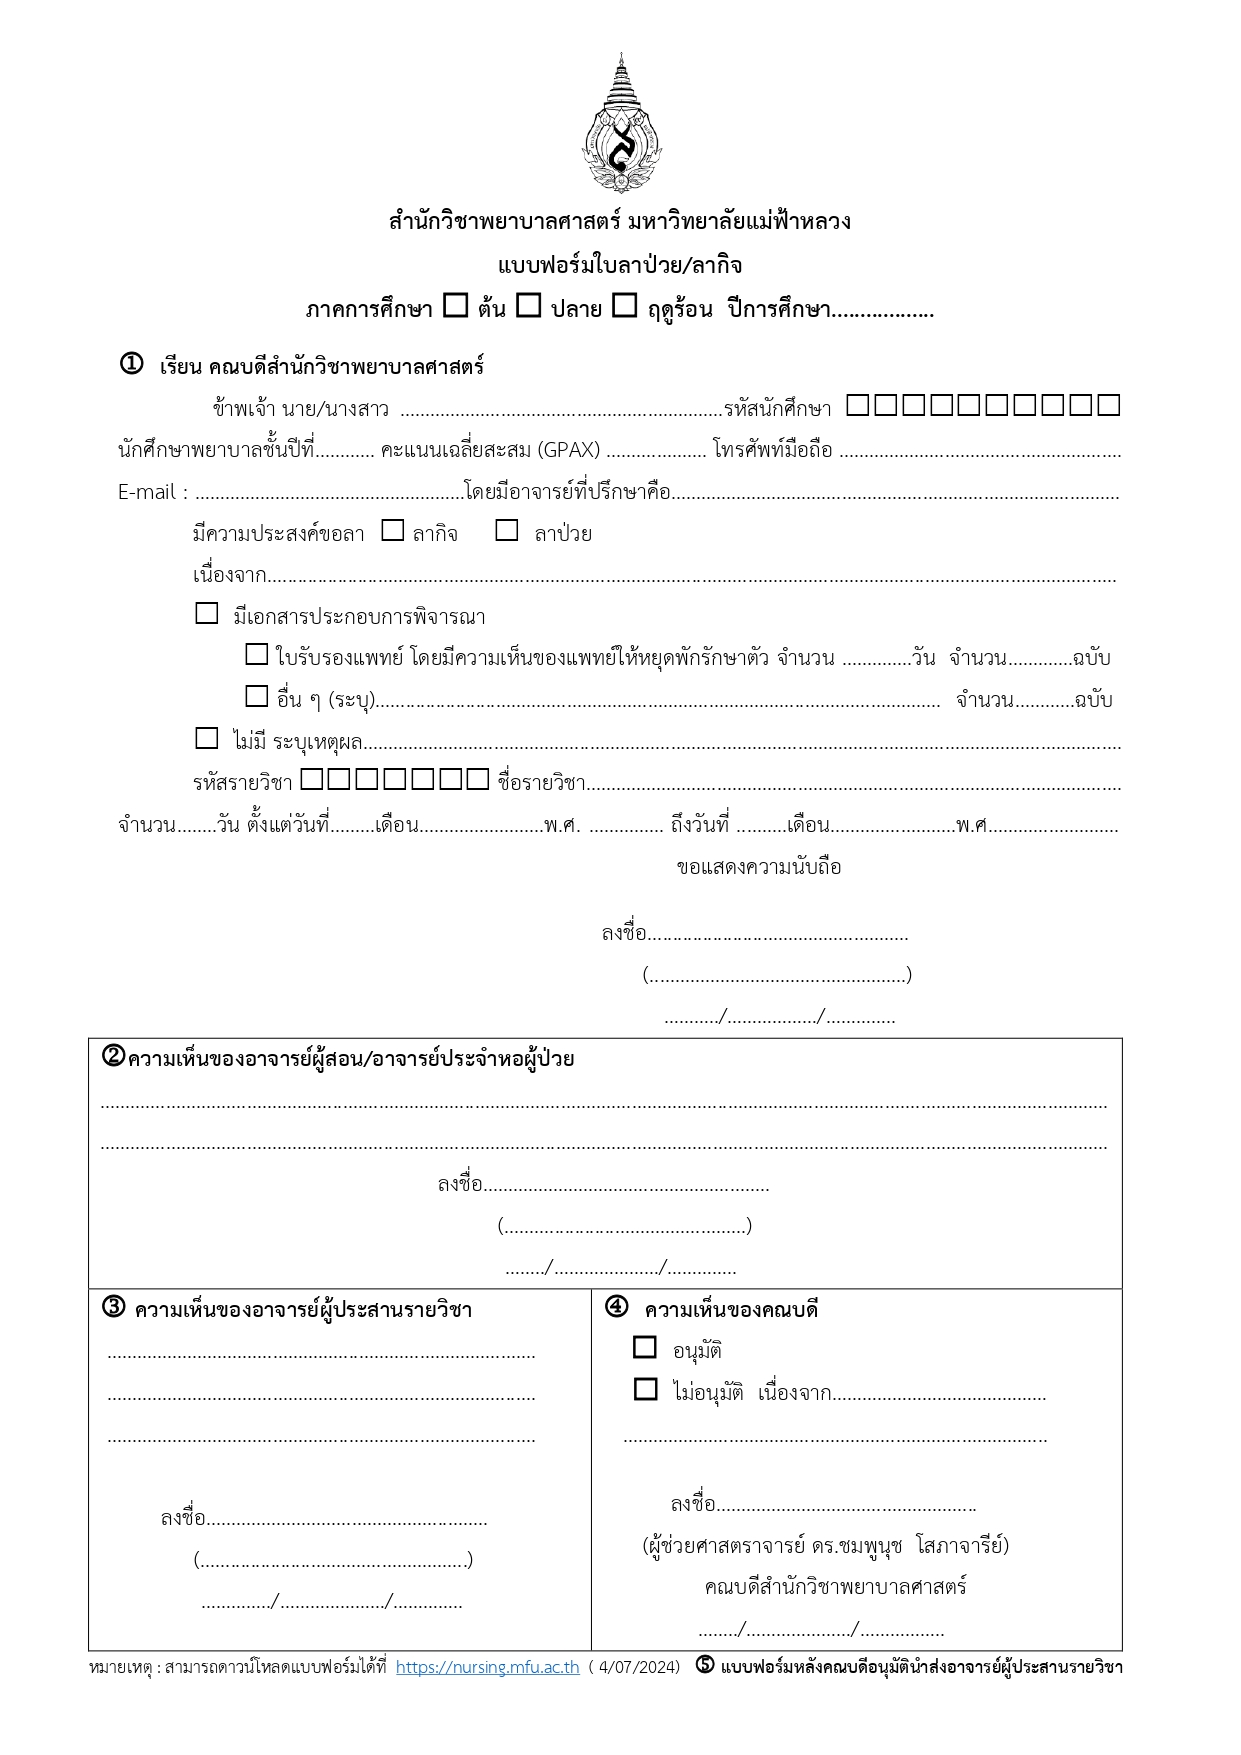 สำนักวิชาพยาบาลศาสตร์ มหาวิทยาลัยแม่ฟ้าหลวง
แบบฟอร์มใบลาป่วย/ลากิจ
ภาคการศึกษา ☐ ต้น ☐ ปลาย ☐ ฤดูร้อน ปีการศึกษา..................
① เรียน คณบดีสำนักวิชาพยาบาลศาสตร์
ข้าพเจ้า นาย/นางสาว ................................................................รหัสนักศึกษา ☐☐☐☐☐☐☐☐☐☐
นักศึกษาพยาบาลชั้นปีที่............ คะแนนเฉลี่ยสะสม (GPAX) .................... โทรศัพท์มือถือ ........................................................
E-mail : ......................................................โดยมีอาจารย์ที่ปรึกษาคือ..........................................................................................
มีความประสงค์ขอลา ☐ ลากิจ ☐ ลาป่วย
เนื่องจาก..........................................................................................................................................................................
☐ มีเอกสารประกอบการพิจารณา
☐ ใบรับรองแพทย์ โดยมีความเห็นของแพทย์ให้หยุดพักรักษาตัว จำนวน ..............วัน จำนวน.............ฉบับ
☐ อื่น ๆ (ระบุ)................................................................................................................. จำนวน............ฉบับ
☐ ไม่มี ระบุเหตุผล........................................................................................................................................................
รหัสรายวิชา ☐☐☐☐☐☐☐ ชื่อรายวิชา...........................................................................................................
จำนวน........วัน ตั้งแต่วันที่.........เดือน.........................พ.ศ. ............... ถึงวันที่ ..........เดือน.........................พ.ศ..........................
ขอแสดงความนับถือ
ลงชื่อ....................................................
(...................................................)
.........../................../..............
②ความเห็นของอาจารย์ผู้สอน/อาจารย์ประจำหอผู้ป่วย
.........................................................................................................................................................................................................
.........................................................................................................................................................................................................
ลงชื่อ.........................................................
(................................................)
......../...................../..............
③ ความเห็นของอาจารย์ผู้ประสานรายวิชา
......................................................................................
......................................................................................
......................................................................................
ลงชื่อ........................................................
(.....................................................)
............../...................../..............
④ ความเห็นของคณบดี
☐ อนุมัติ
☐ ไม่อนุมัติ เนื่องจาก...........................................
.....................................................................................
ลงชื่อ....................................................
(ผู้ช่วยศาสตราจารย์ ดร.ชมพูนุช โสภาจารีย์)
คณบดีสำนักวิชาพยาบาลศาสตร์
......../...................../.................
หมายเหตุ : สามารถดาวน์โหลดแบบฟอร์มได้ที่ https://nursing.mfu.ac.th ( 4/07/2024) ⑤ แบบฟอร์มหลังคณบดีอนุมัตินำส่งอาจารย์ผู้ประสานรายวิชา